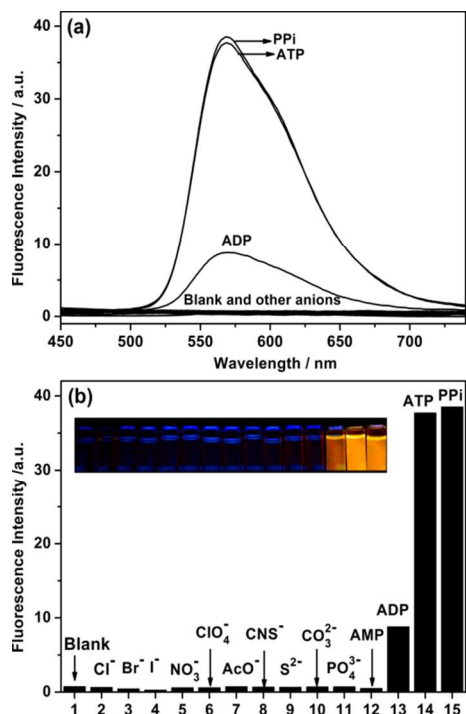 (a)
PPi
ATP
ADP
Blank and other anions
Fluorescence Intensity / a.u.
40
30
20
10
0
450 500 550 600 650 700
Wavelength / nm
(b)
ATP PPi
ADP
Blank
Cl⁻ Br⁻ I⁻ NO₃⁻ ClO₄⁻ AcO⁻ CNS⁻ S²⁻ CO₃²⁻ PO₄³⁻ AMP
Fluorescence Intensity /a.u.
40
30
20
10
0
1 2 3 4 5 6 7 8 9 10 11 12 13 14 15